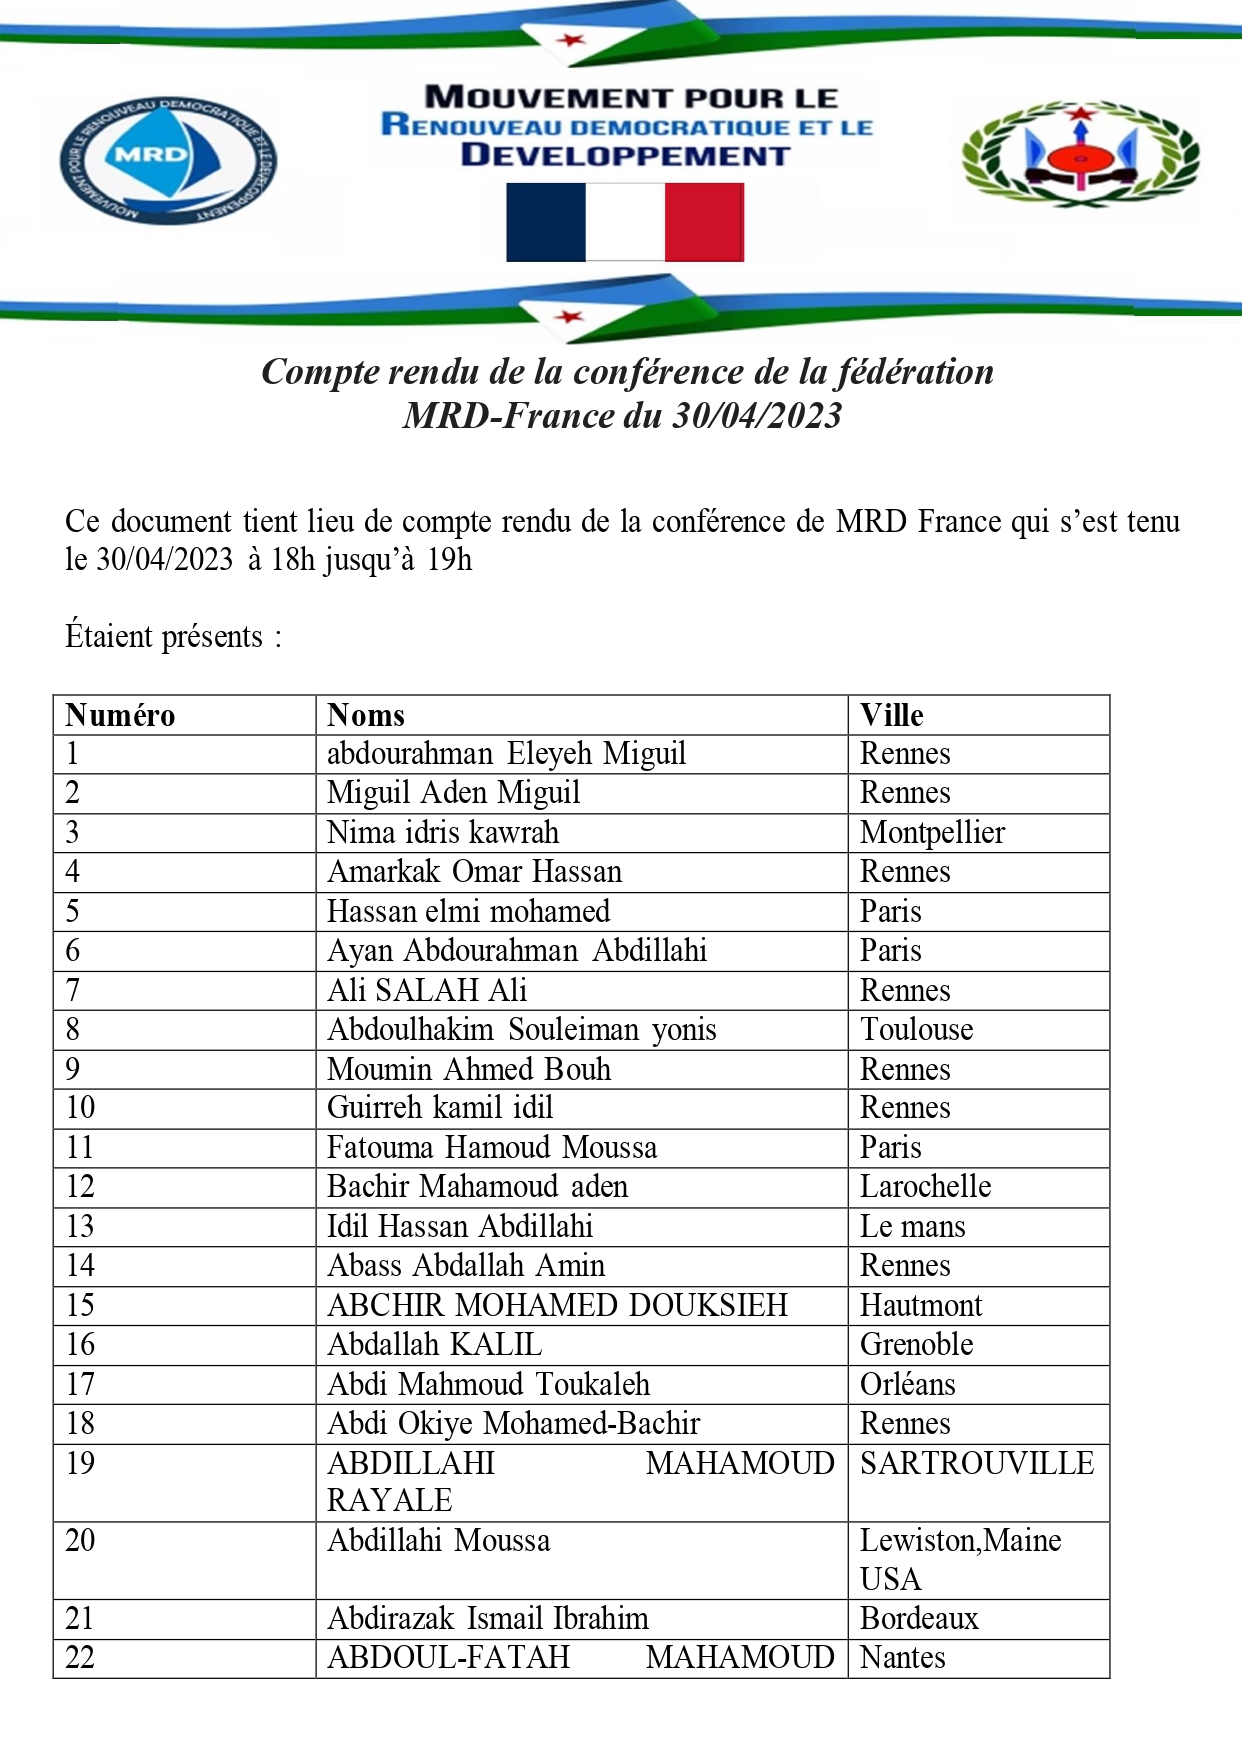 MOUVEMENT POUR LE RENOUVEAU DEMOCRATIQUE ET LE DEVELOPPEMENT
MRD
MOUVEMENT POUR LE
RENOUVEAU DEMOCRATIQUE ET LE
DEVELOPPEMENT
Compte rendu de la conférence de la fédération
MRD-France du 30/04/2023
Ce document tient lieu de compte rendu de la conférence de MRD France qui s’est tenu
le 30/04/2023 à 18h jusqu’à 19h
Étaient présents :
Numéro Noms Ville
1 abdourahman Eleyeh Miguil Rennes
2 Miguil Aden Miguil Rennes
3 Nima idris kawrah Montpellier
4 Amarkak Omar Hassan Rennes
5 Hassan elmi mohamed Paris
6 Ayan Abdourahman Abdillahi Paris
7 Ali SALAH Ali Rennes
8 Abdoulhakim Souleiman yonis Toulouse
9 Moumin Ahmed Bouh Rennes
10 Guirreh kamil idil Rennes
11 Fatouma Hamoud Moussa Paris
12 Bachir Mahamoud aden Larochelle
13 Idil Hassan Abdillahi Le mans
14 Abass Abdallah Amin Rennes
15 ABCHIR MOHAMED DOUKSIEH Hautmont
16 Abdallah KALIL Grenoble
17 Abdi Mahmoud Toukaleh Orléans
18 Abdi Okiye Mohamed-Bachir Rennes
19 ABDILLAHI MAHAMOUD SARTROUVILLE
RAYALE
20 Abdillahi Moussa Lewiston,Maine
USA
21 Abdirazak Ismail Ibrahim Bordeaux
22 ABDOUL-FATAH MAHAMOUD Nantes